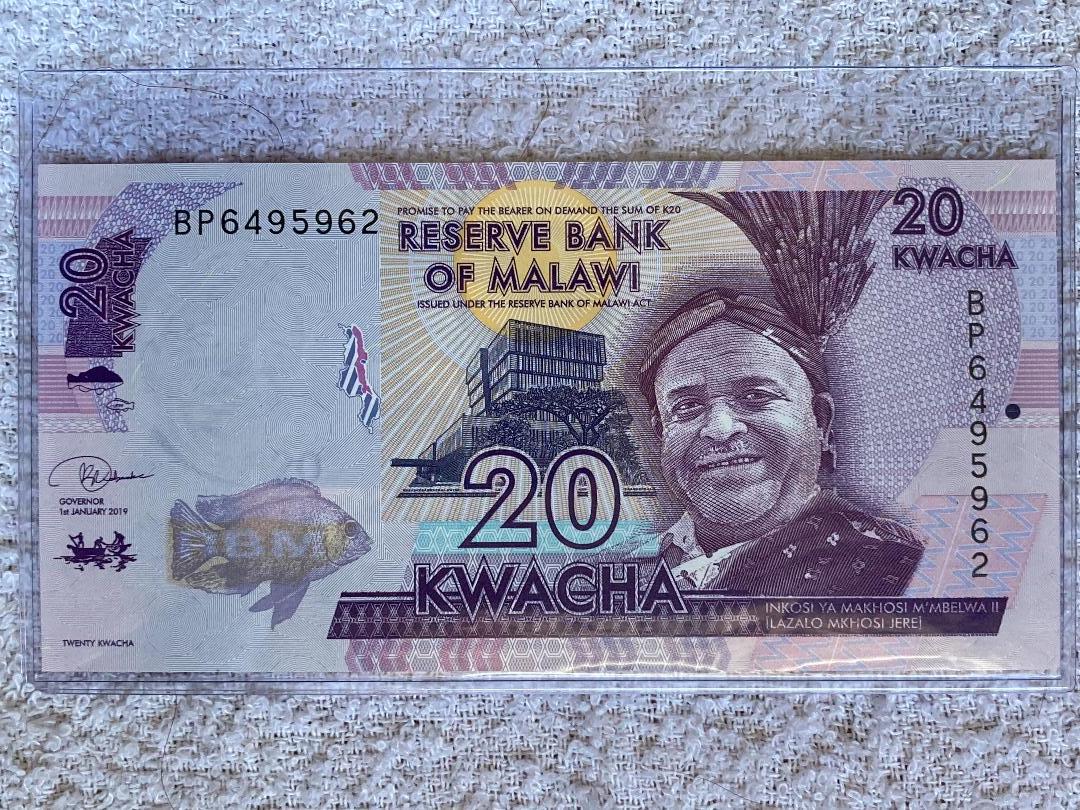 20
KWACHA
BP6495962
PROMISE TO PAY THE BEARER ON DEMAND THE SUM OF K20
RESERVE BANK
OF MALAWI
ISSUED UNDER THE RESERVE BANK OF MALAWI ACT
20
KWACHA
BP6495962
GOVERNOR
1st JANUARY 2019
RBM
20
KWACHA
INKOSI YA MAKHOSI M'MBELWA II
[LAZALO MKHOSI JERE]
TWENTY KWACHA